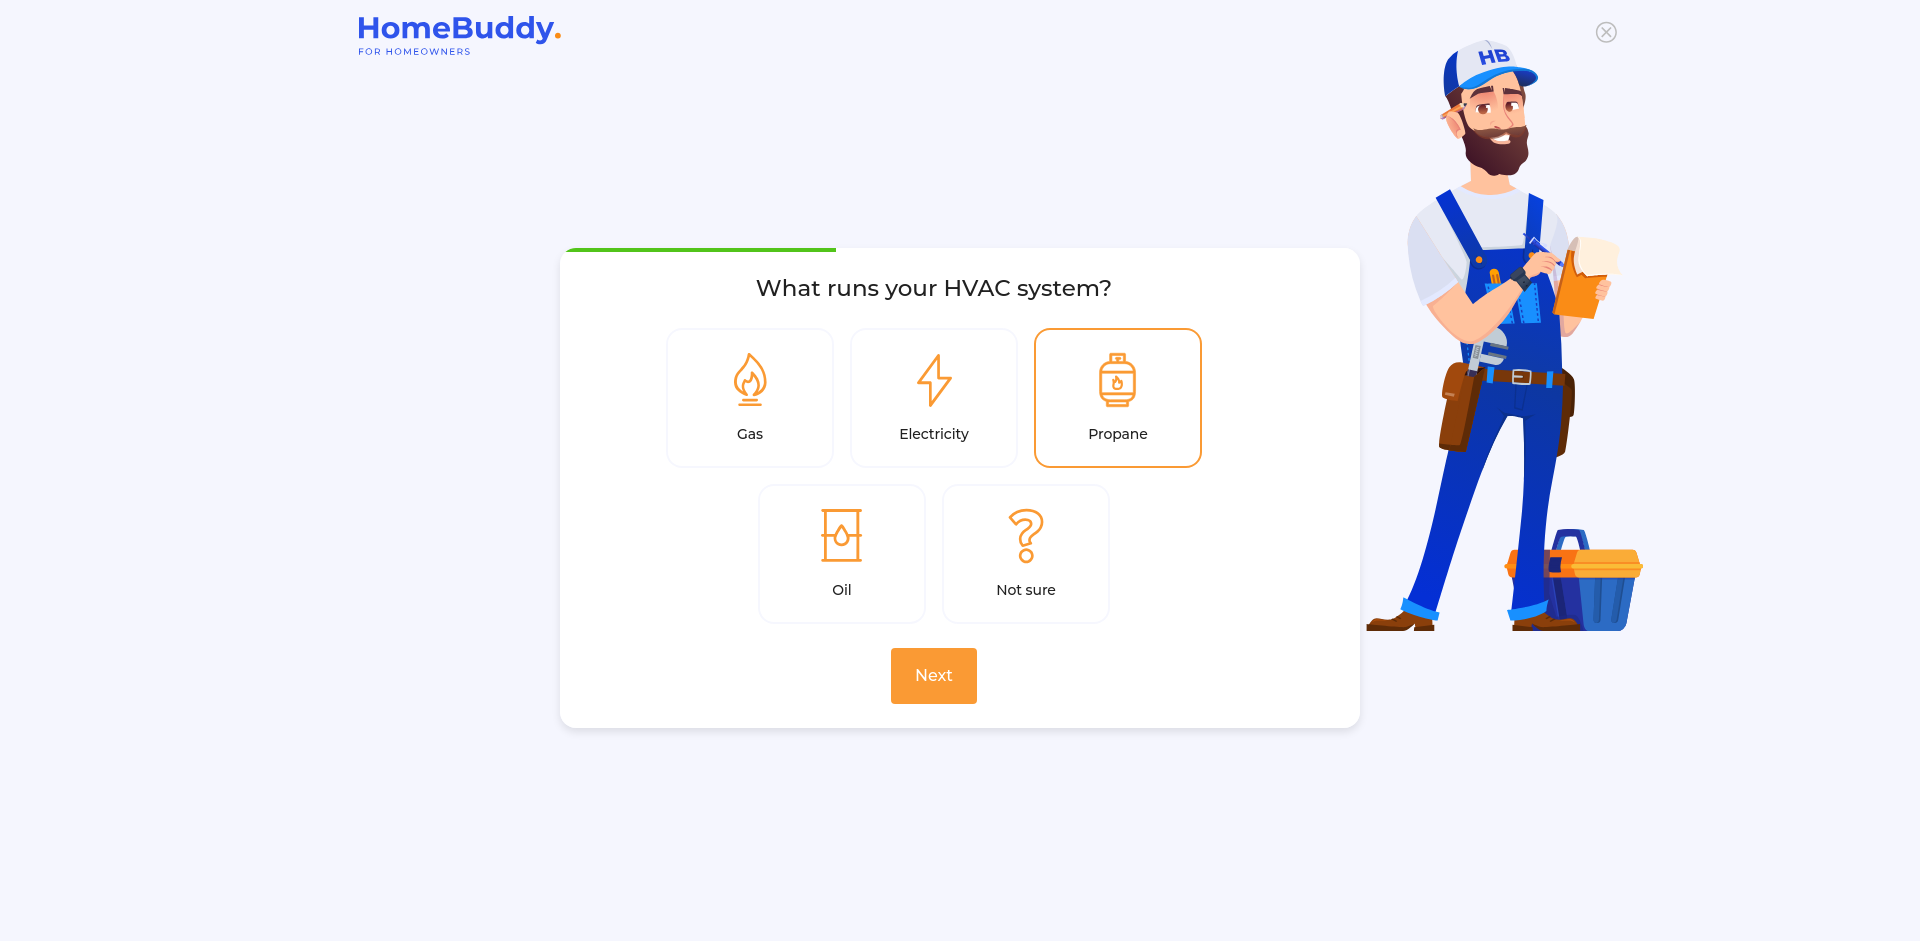 HomeBuddy.
FOR HOMEOWNERS
HB
What runs your HVAC system?
Gas
Electricity
Propane
Oil
Not sure
Next